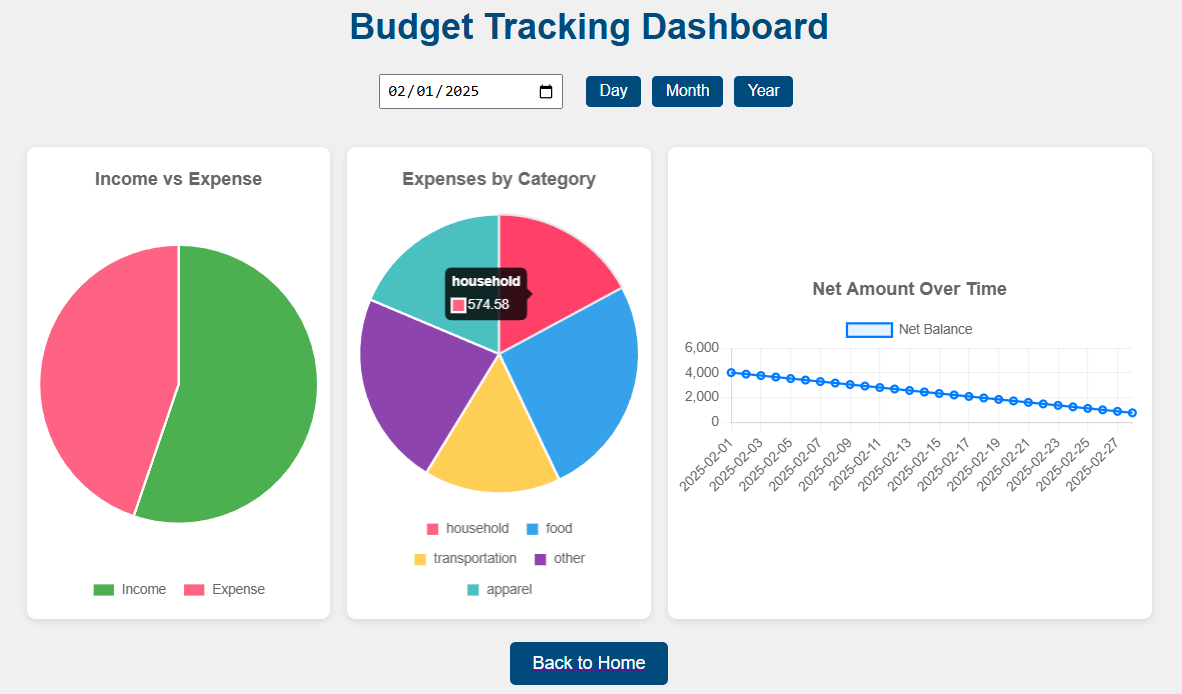 Budget Tracking Dashboard
02/01/2025
Day
Month
Year
Income vs Expense
Income Expense
Expenses by Category
household
574.58
household food
transportation other
apparel
Net Amount Over Time
Net Balance
6,000
4,000
2,000
0
2025-02-01
2025-02-03
2025-02-05
2025-02-07
2025-02-09
2025-02-11
2025-02-13
2025-02-15
2025-02-17
2025-02-19
2025-02-21
2025-02-23
2025-02-25
2025-02-27
Back to Home